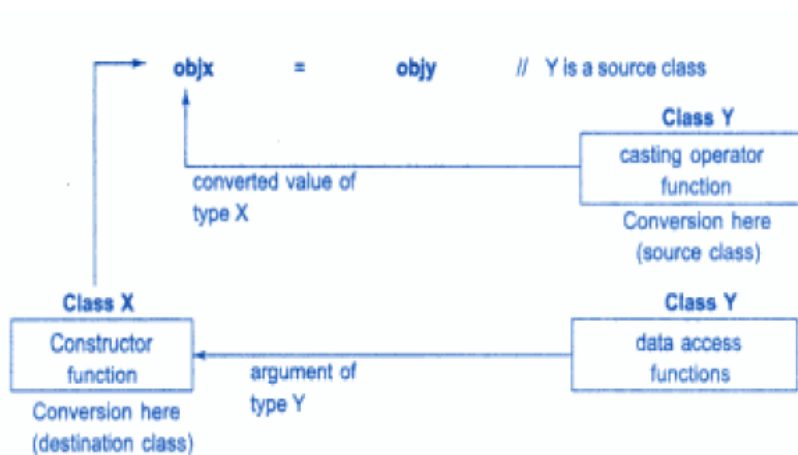 objx = objy // Y is a source class
Class Y
casting operator
function
converted value of
type X
Conversion here
(source class)
Class X
Class Y
Constructor
function
data access
functions
argument of
type Y
Conversion here
(destination class)